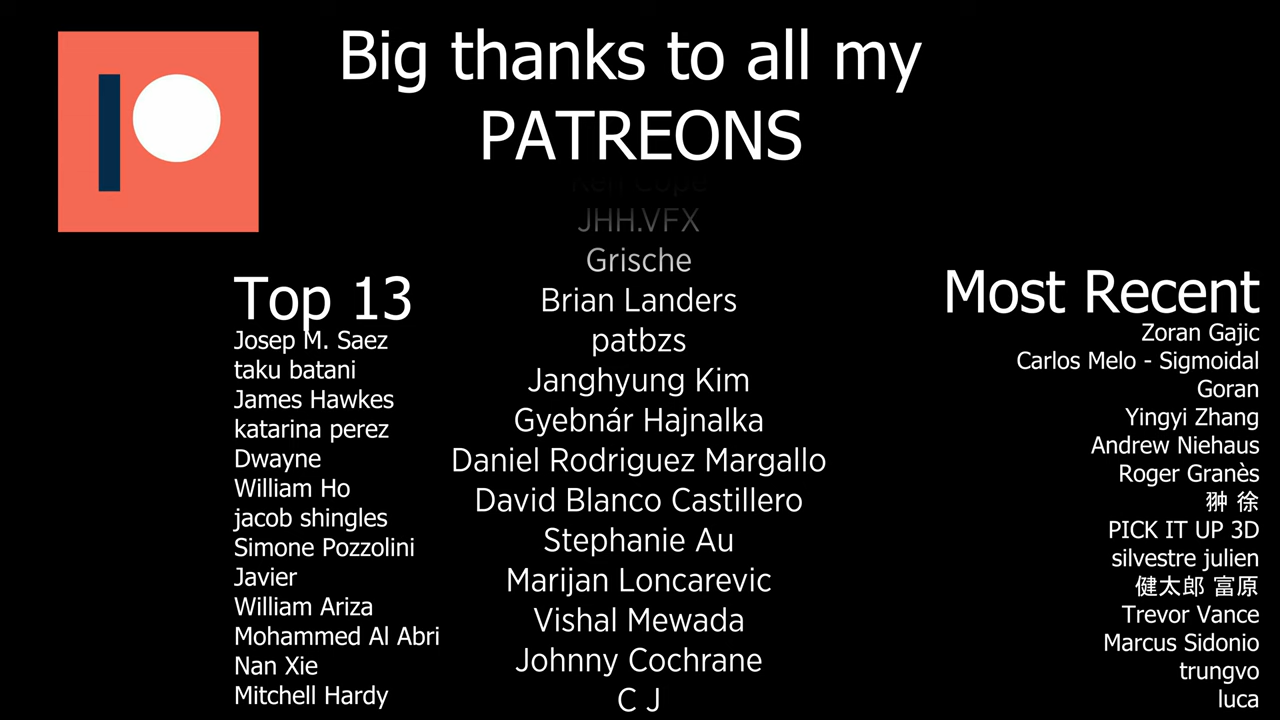 Big thanks to all my
PATREONS
Ken Cope
JHH.VFX
Grische
Brian Landers
patbzs
Janghyung Kim
Gyebnár Hajnalka
Daniel Rodriguez Margallo
David Blanco Castillero
Stephanie Au
Marijan Loncarevic
Vishal Mewada
Johnny Cochrane
C J
Top 13
Josep M. Saez
taku batani
James Hawkes
katarina perez
Dwayne
William Ho
jacob shingles
Simone Pozzolini
Javier
William Ariza
Mohammed Al Abri
Nan Xie
Mitchell Hardy
Most Recent
Zoran Gajic
Carlos Melo - Sigmoidal
Goran
Yingyi Zhang
Andrew Niehaus
Roger Granès
翀 徐
PICK IT UP 3D
silvestre julien
健太郎 富原
Trevor Vance
Marcus Sidonio
trungvo
luca